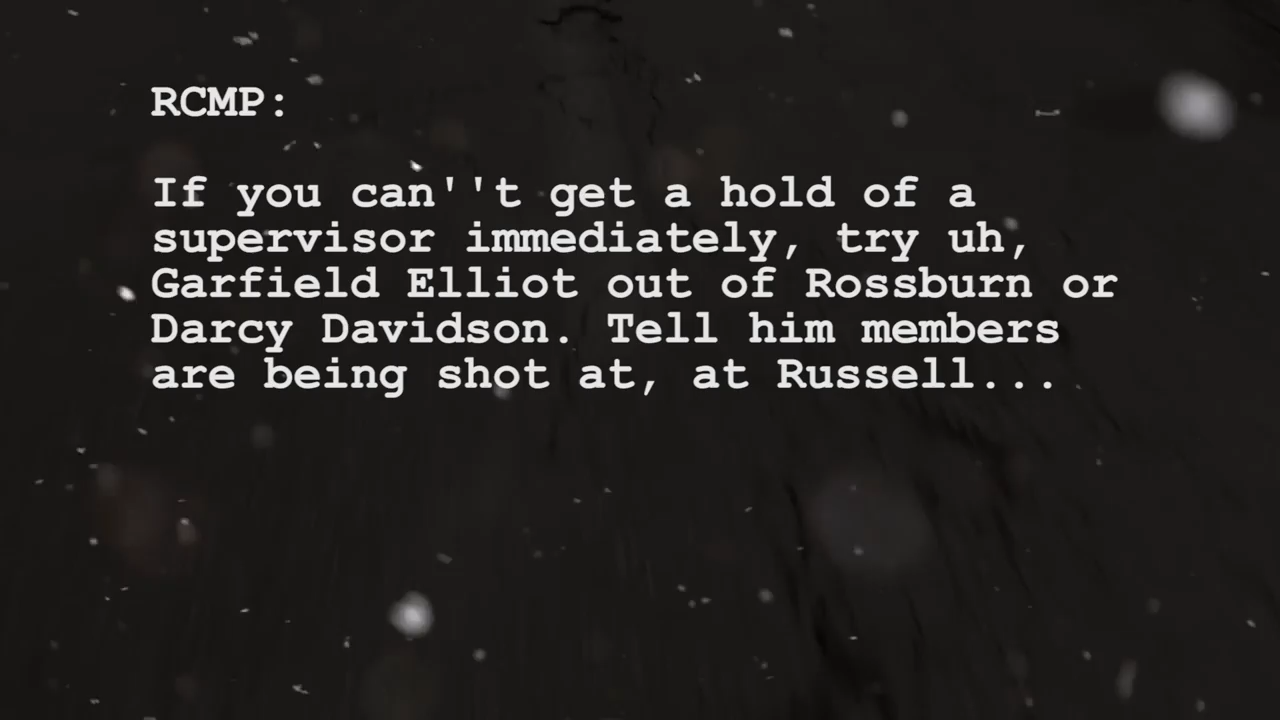 RCMP:
If you can''t get a hold of a
supervisor immediately, try uh,
Garfield Elliot out of Rossburn or
Darcy Davidson. Tell him members
are being shot at, at Russell...